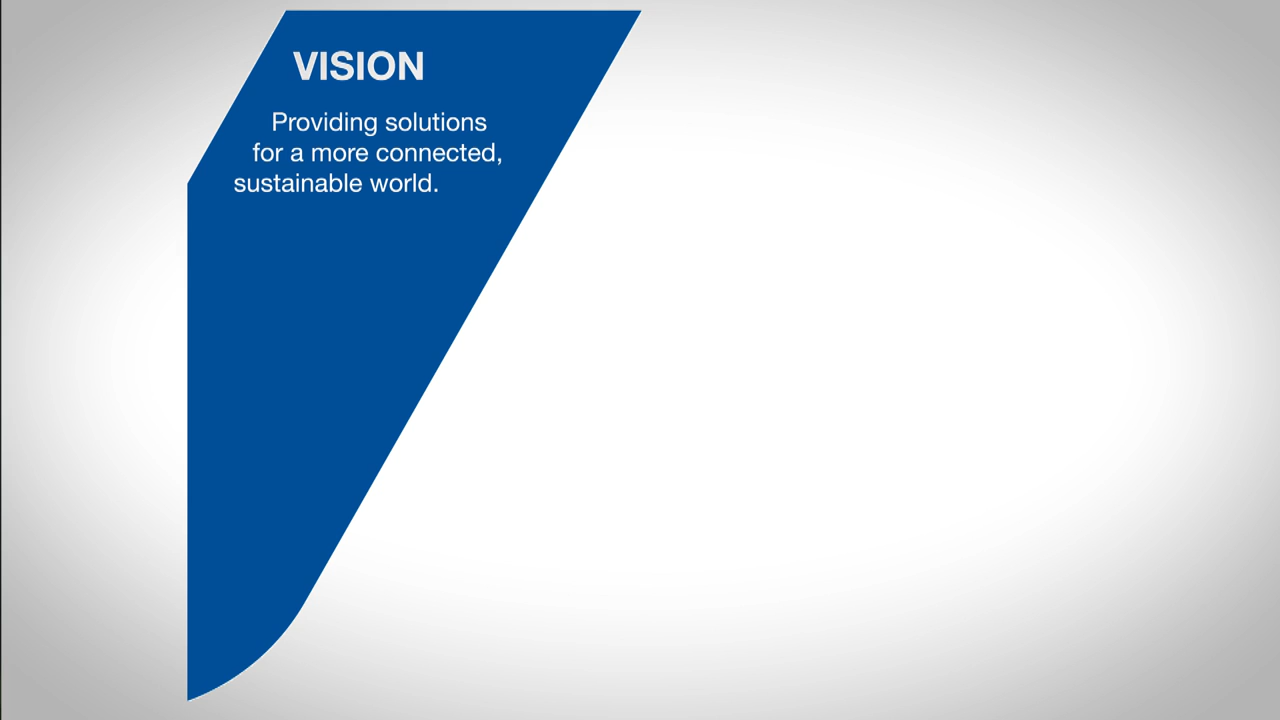 VISION
Providing solutions
for a more connected,
sustainable world.